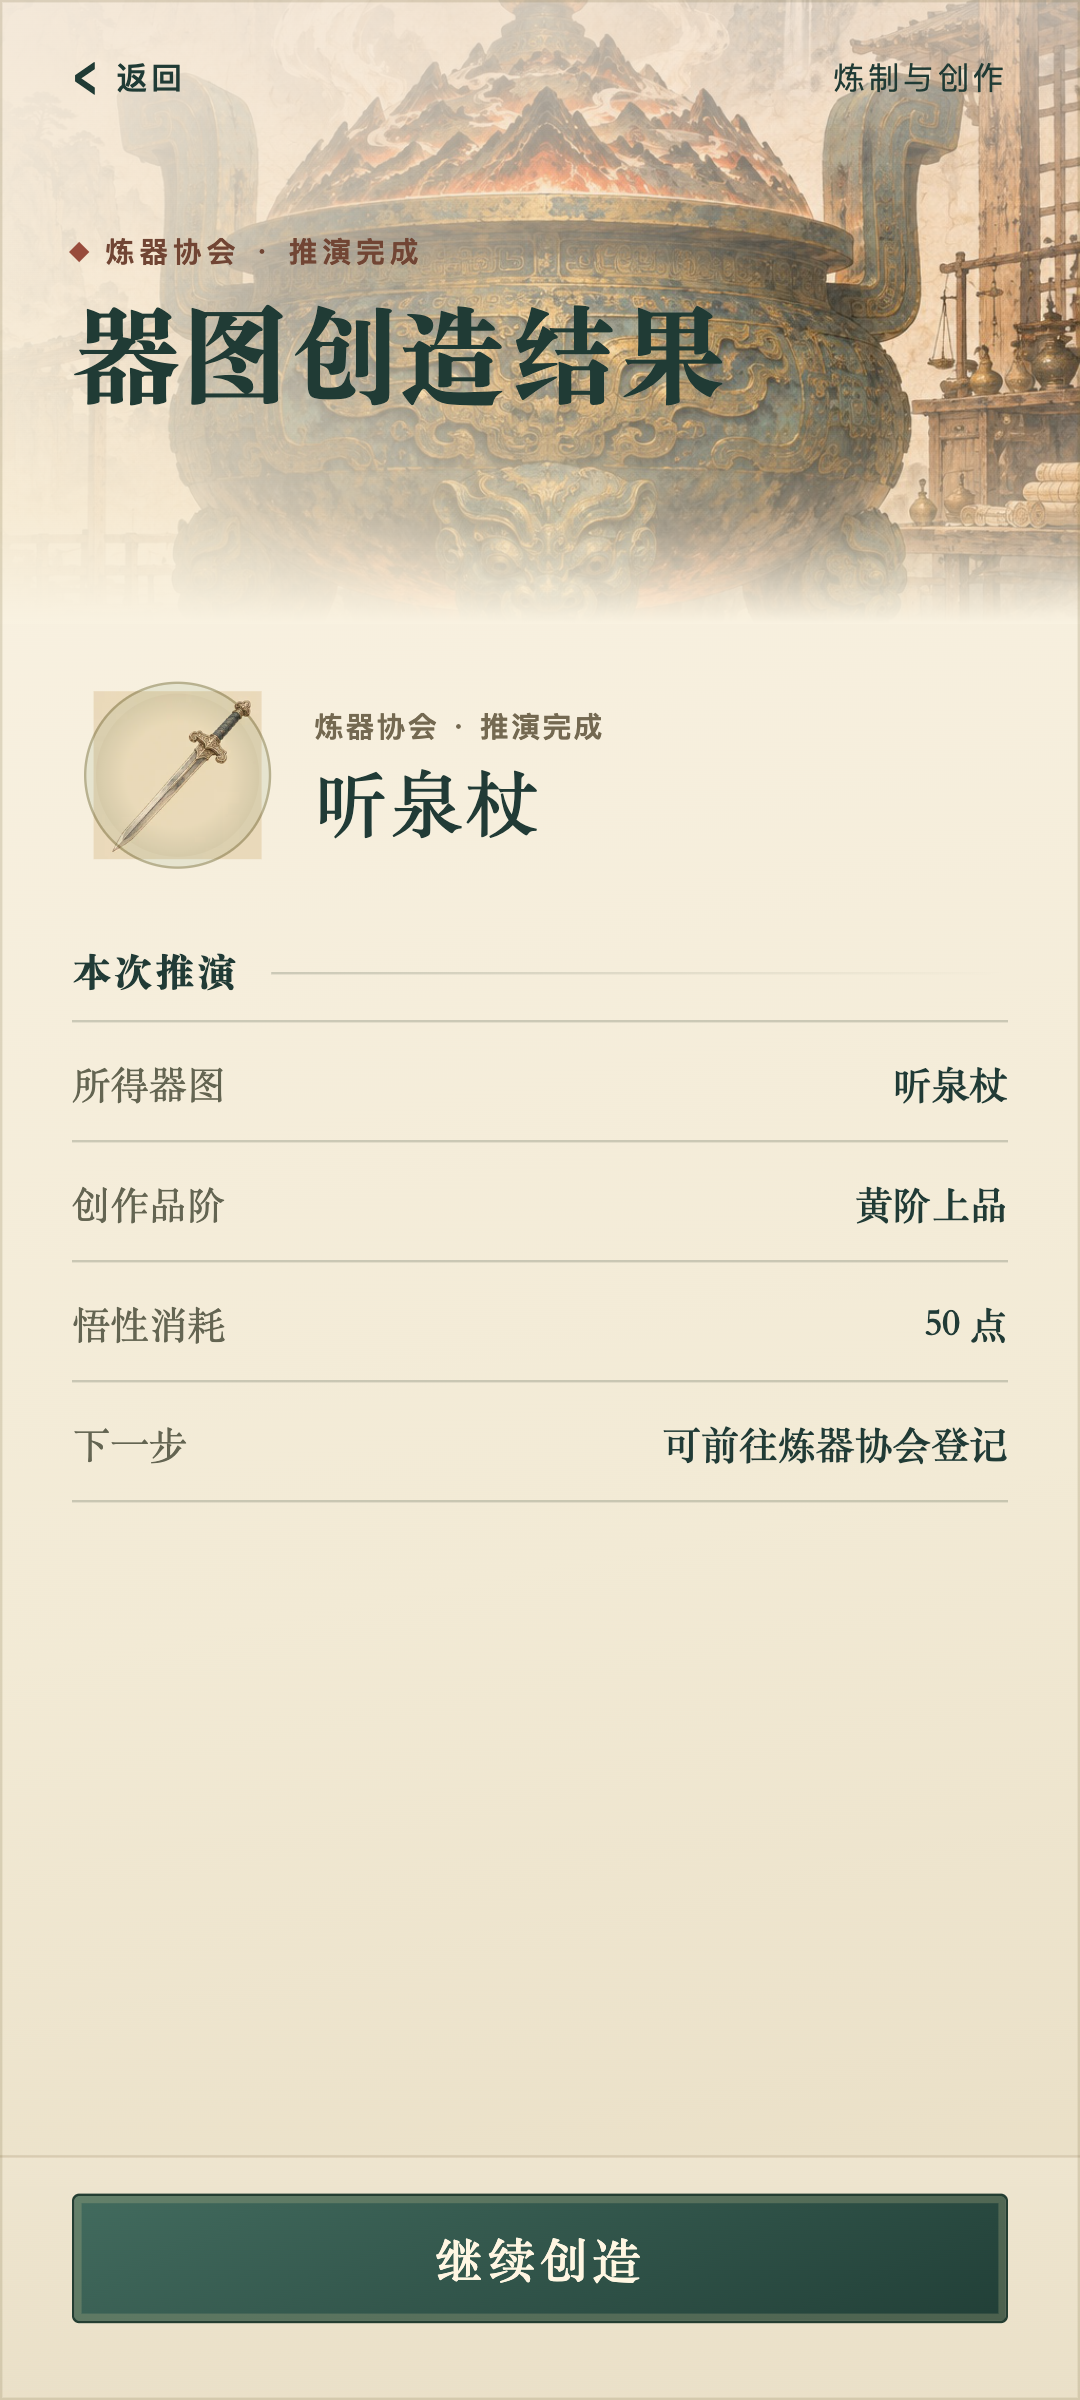 返回
炼制与创作
炼器协会 · 推演完成
器图创造结果
炼器协会 · 推演完成
听泉杖
本次推演
所得器图 听泉杖
创作品阶 黄阶上品
悟性消耗 50 点
下一步 可前往炼器协会登记
继续创造